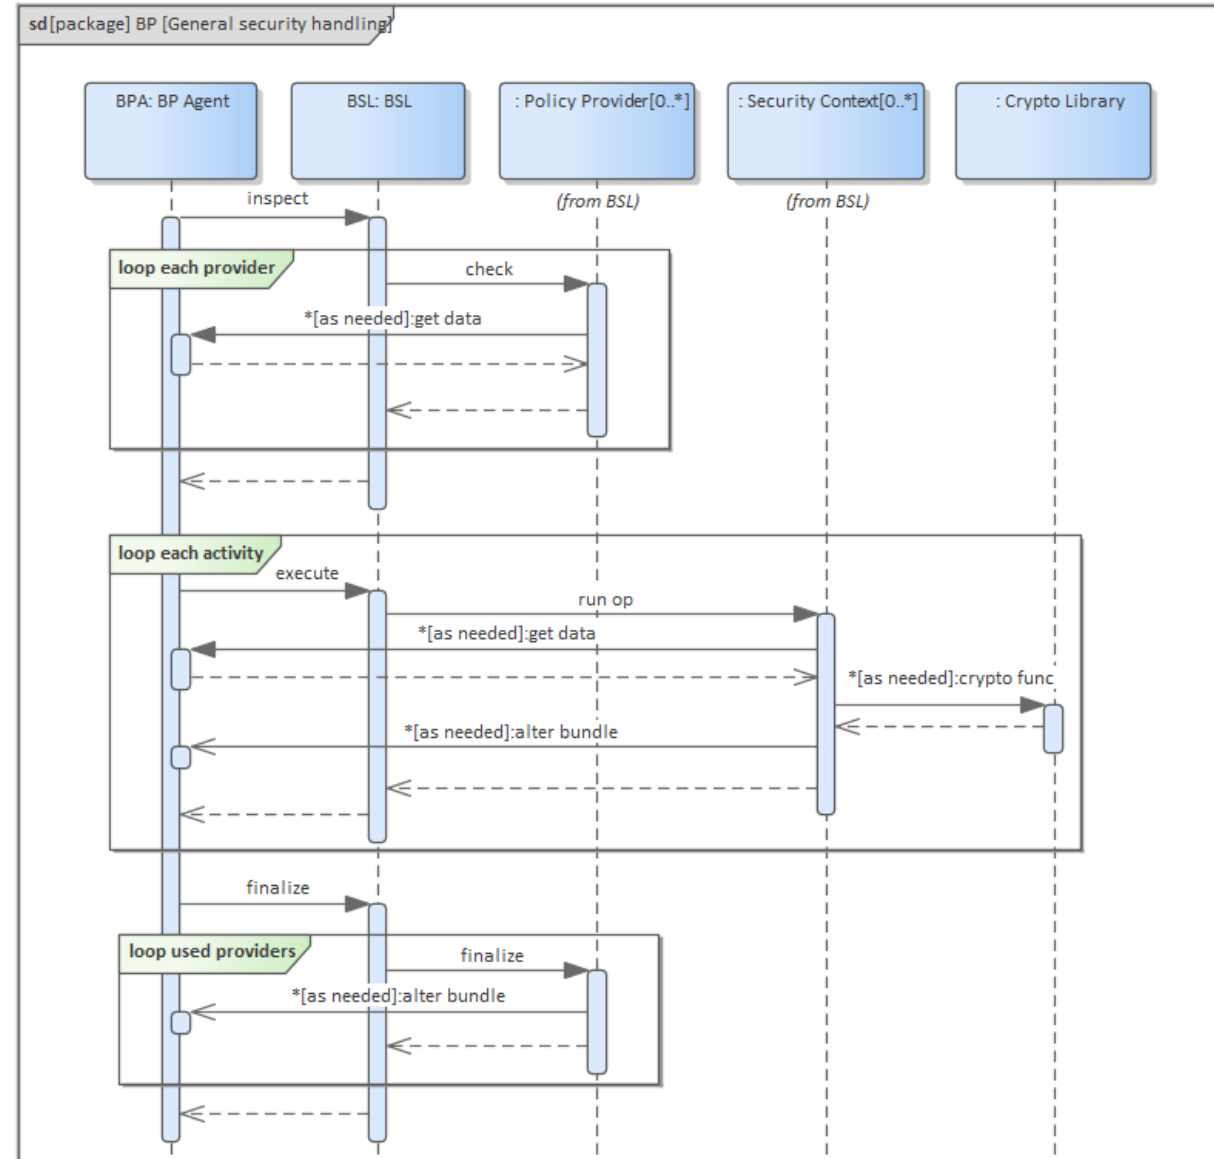 sd [package] BP [General security handling]
BPA: BP Agent
BSL: BSL
: Policy Provider[0..*]
: Security Context[0..*]
: Crypto Library
(from BSL)
(from BSL)
inspect
loop each provider
check
*[as needed]:get data
loop each activity
execute
run op
*[as needed]:get data
*[as needed]:crypto func
*[as needed]:alter bundle
finalize
loop used providers
finalize
*[as needed]:alter bundle